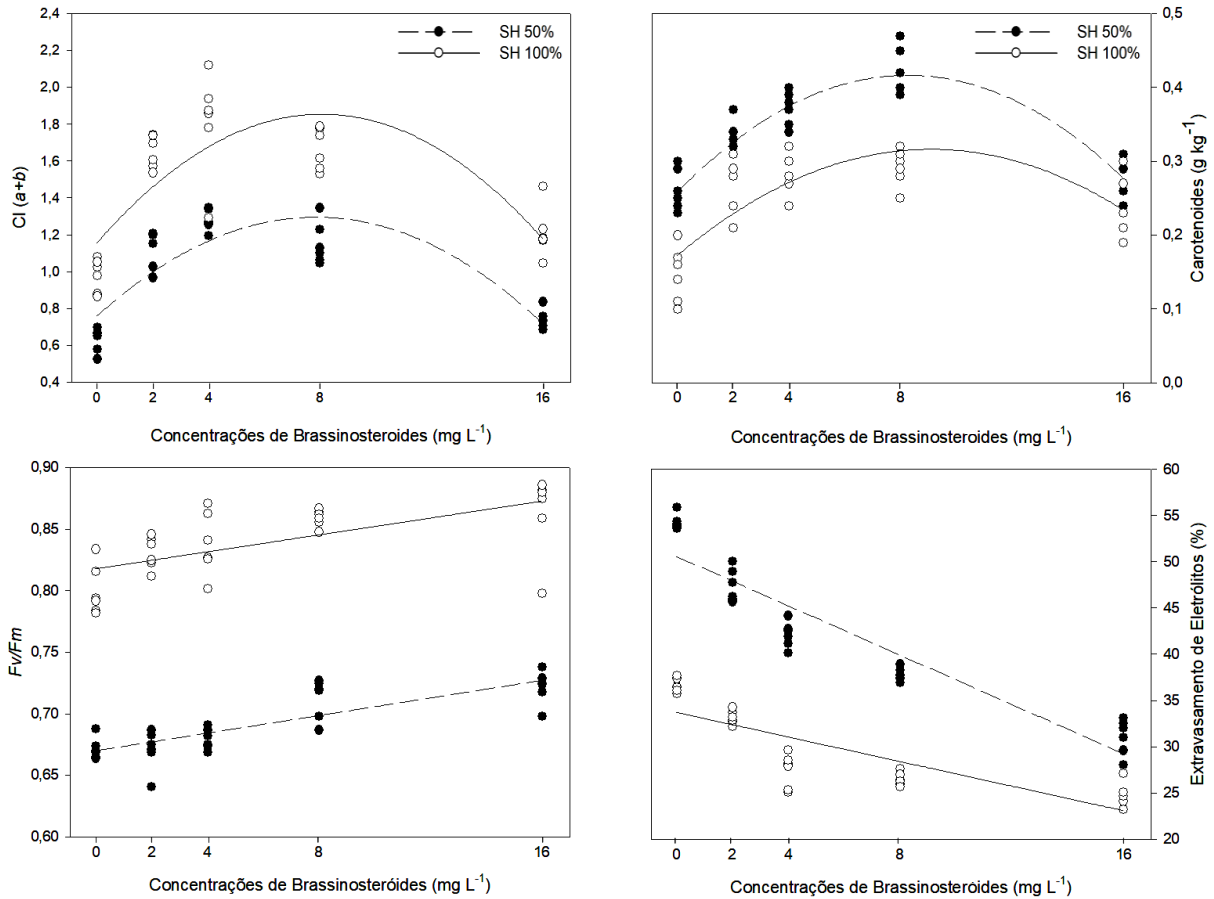 2,4
2,2
2,0
1,8
1,6
1,4
1,2
1,0
0,8
0,6
0,4
Cl (a+b)
SH 50%
SH 100%
0 2 4 8 16
Concentrações de Brassinosteroides (mg L-1)
SH 50%
SH 100%
0,5
0,4
0,3
0,2
0,1
0,0
Carotenoides (g kg-1)
0 2 4 8 16
Concentrações de Brassinosteroides (mg L-1)
0,90
0,85
0,80
0,75
0,70
0,65
0,60
Fv/Fm
0 2 4 8 16
Concentrações de Brassinosteróides (mg L-1)
60
55
50
45
40
35
30
25
20
Extravasamento de Eletrólitos (%)
0 2 4 8 16
Concentrações de Brassinosteroides (mg L-1)